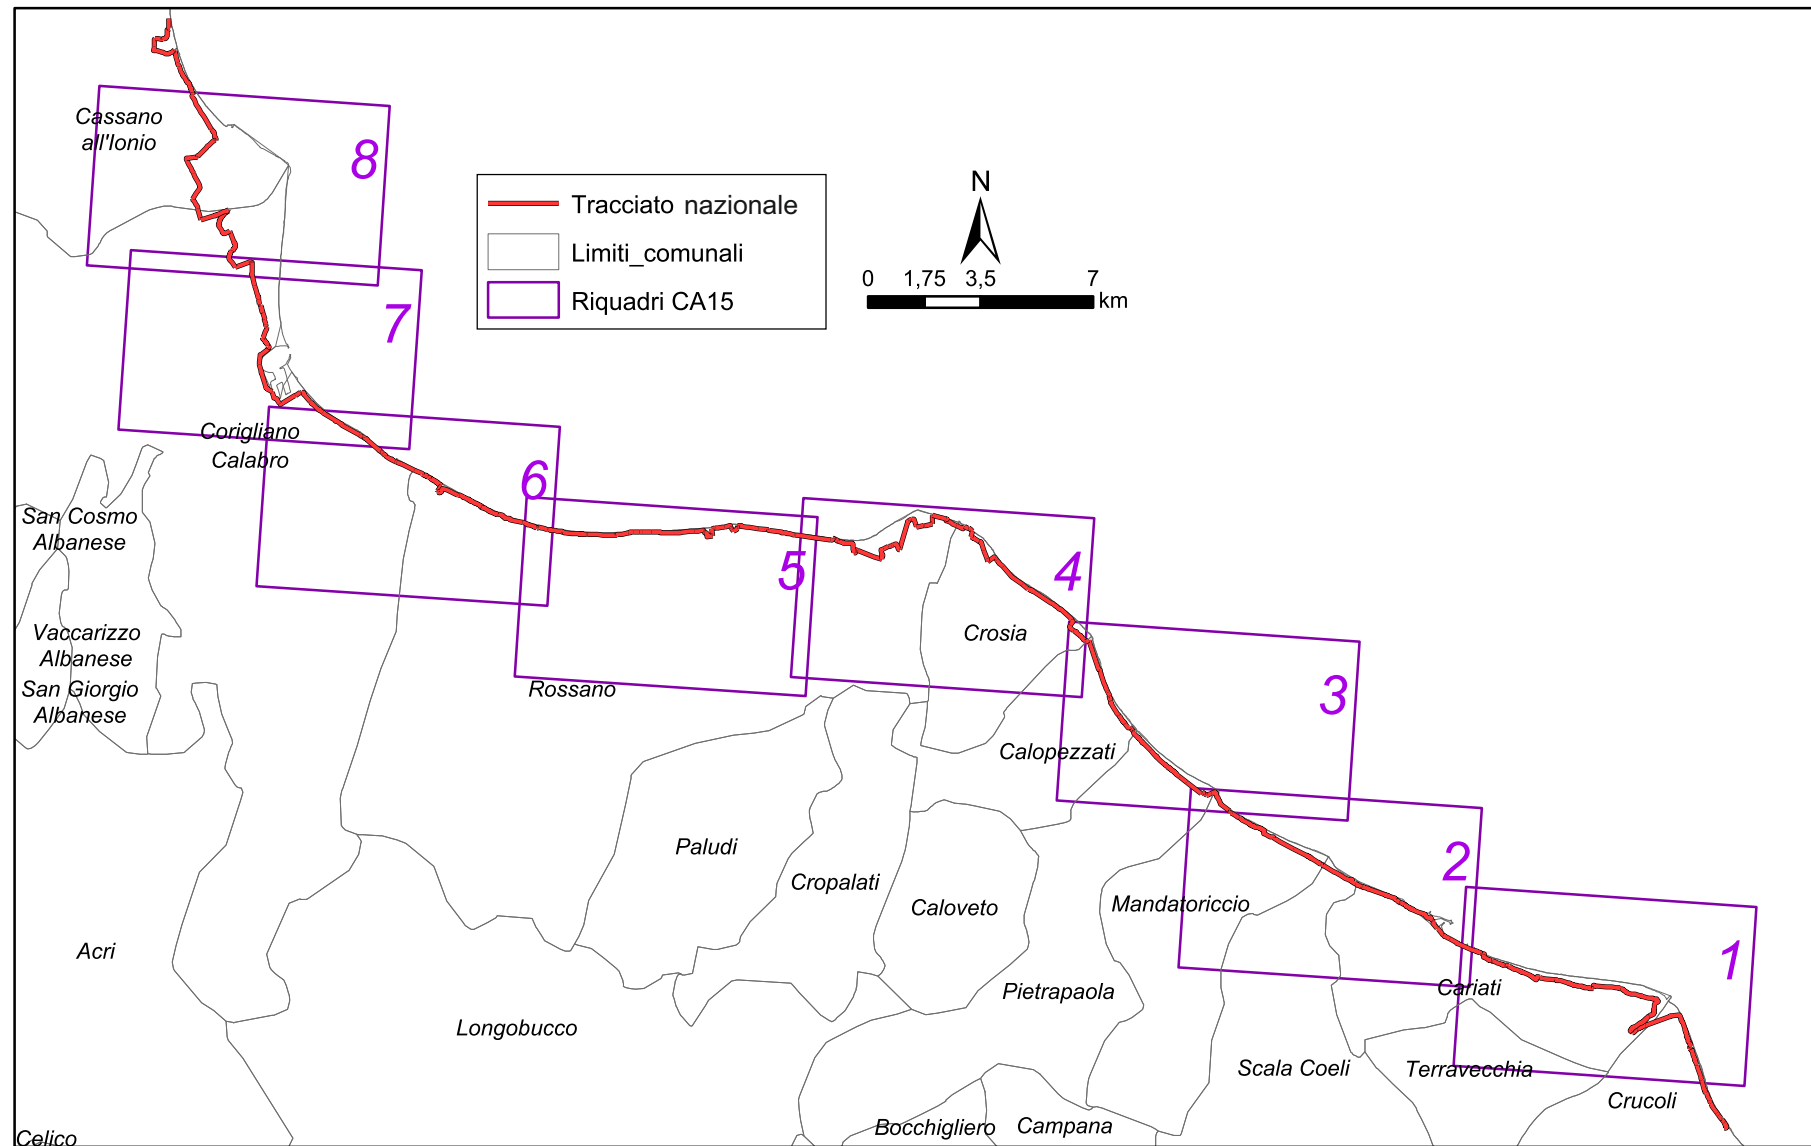 Cassano
all'Ionio
8
Tracciato nazionale
Limiti_comunali
Riquadri CA15
N
0 1,75 3,5 7
km
7
Corigliano
Calabro
6
San Cosmo
Albanese
5
4
Vaccarizzo
Albanese
Crosia
San Giorgio
Albanese
Rossano
3
Calopezzati
Paludi
Cropalati
Caloveto
Mandatoriccio
2
1
Acri
Pietrapaola
Cariati
Longobucco
Scala Coeli
Terravecchia
Crucoli
Bocchigliero
Campana
Celico